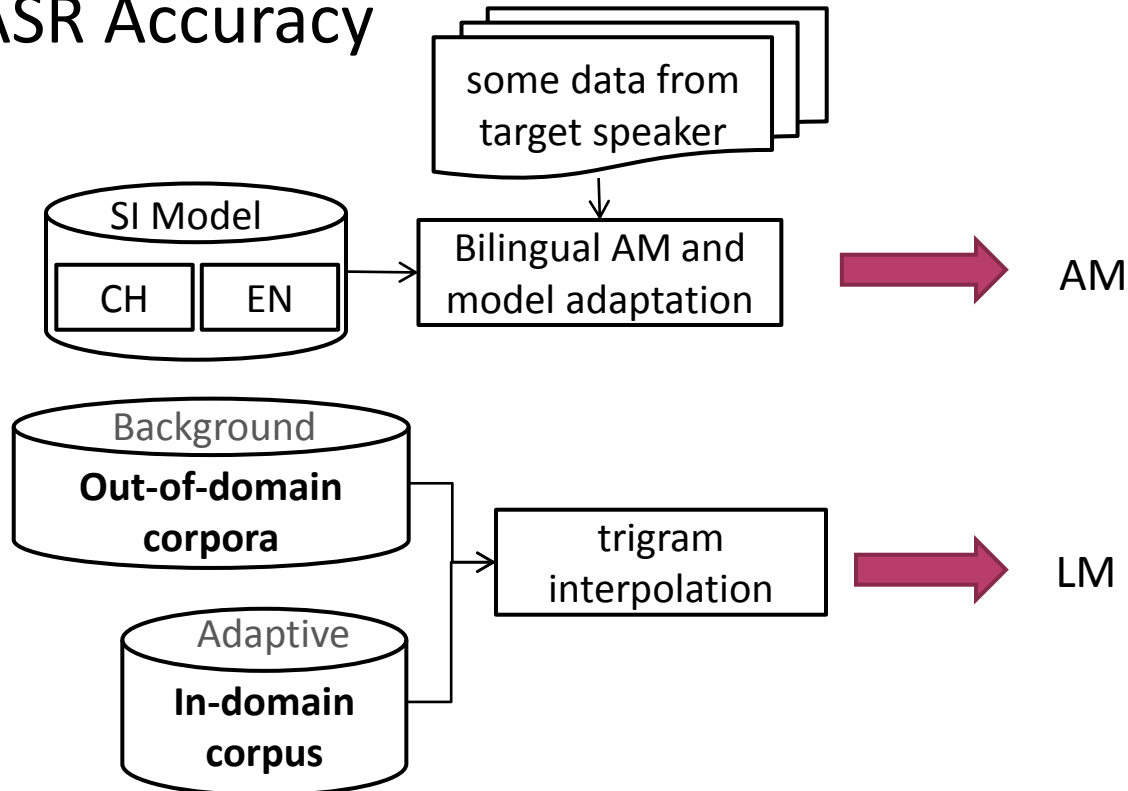 ASR Accuracy
some data from
target speaker
SI Model
CH
EN
Bilingual AM and
model adaptation
AM
Background
Out-of-domain
corpora
trigram
interpolation
LM
Adaptive
In-domain
corpus